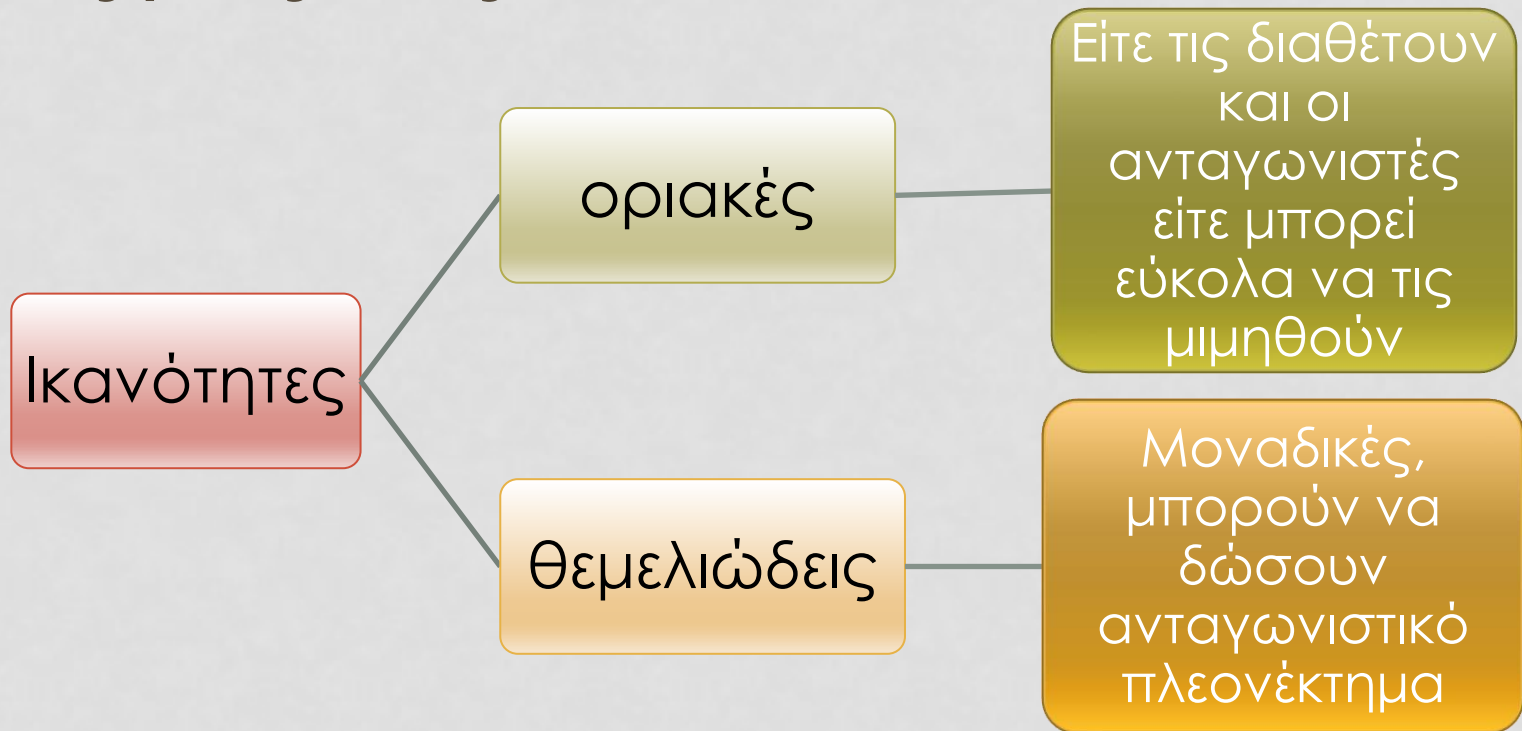 Ικανότητες
οριακές
Είτε τις διαθέτουν
και οι
ανταγωνιστές
είτε μπορεί
εύκολα να τις
μιμηθούν
θεμελιώδεις
Μοναδικές,
μπορούν να
δώσουν
ανταγωνιστικό
πλεονέκτημα